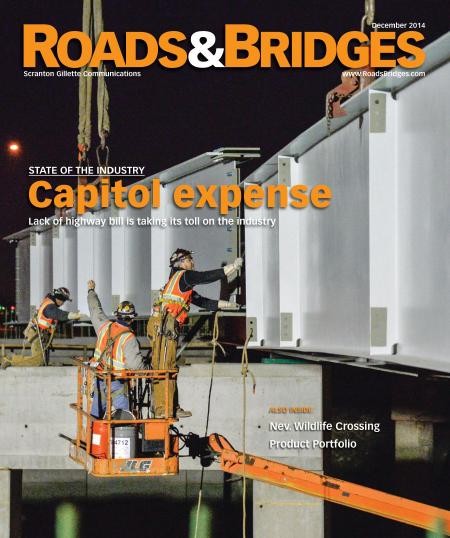 December 2014
ROADS&BRIDGES
Scranton Gillette Communications
www.RoadsBridges.com
STATE OF THE INDUSTRY
Capitol expense
Lack of highway bill is taking its toll on the industry
ALSO INSIDE
Nev. Wildlife Crossing
Product Portfolio
14712
JLG